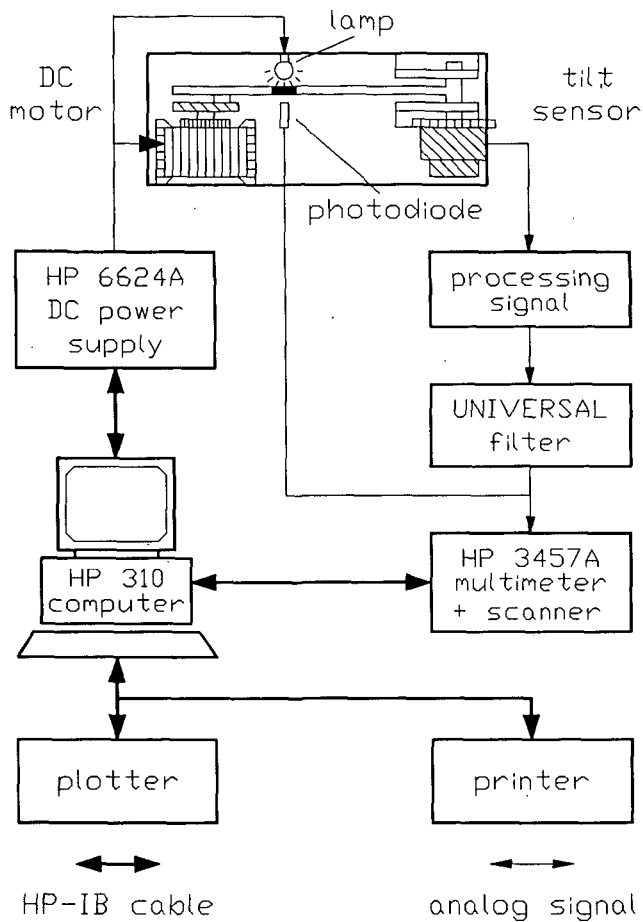 lamp
DC
motor
tilt
sensor
photodiode
HP 6624A
DC power
supply
processing
signal
UNIVERSAL
filter
HP 310
computer
HP 3457A
multimeter
+ scanner
plotter
printer
HP-IB cable
analog signal